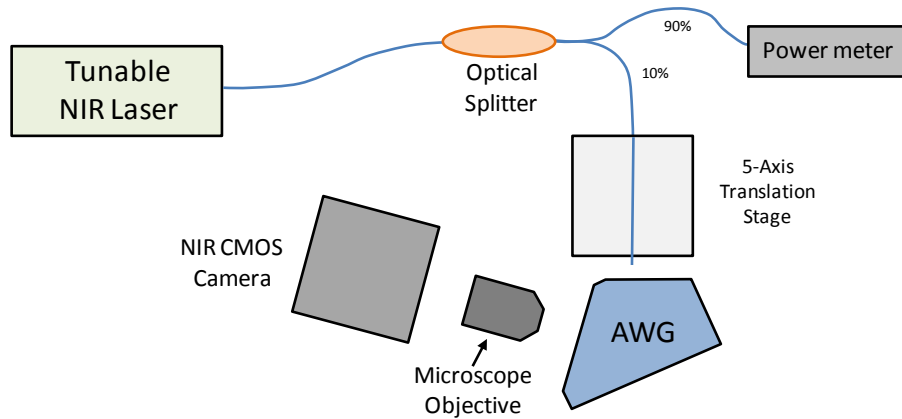 Tunable
NIR Laser
Optical
Splitter
90%
10%
Power meter
5-Axis
Translation
Stage
NIR CMOS
Camera
Microscope
Objective
AWG